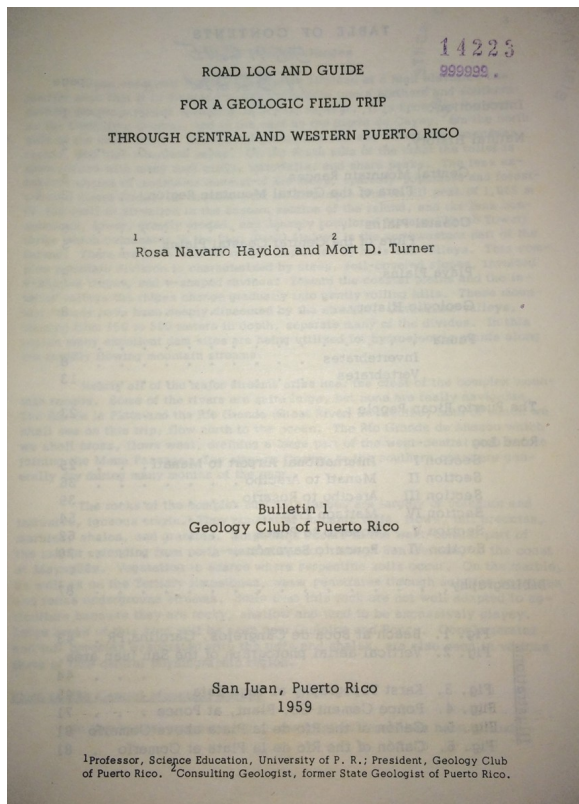 14223
999999.
ROAD LOG AND GUIDE
FOR A GEOLOGIC FIELD TRIP
THROUGH CENTRAL AND WESTERN PUERTO RICO
1 2
Rosa Navarro Haydon and Mort D. Turner
Bulletin 1
Geology Club of Puerto Rico
San Juan, Puerto Rico
1959
1Professor, Science Education, University of P. R.; President, Geology Club
of Puerto Rico. 2Consulting Geologist, former State Geologist of Puerto Rico.